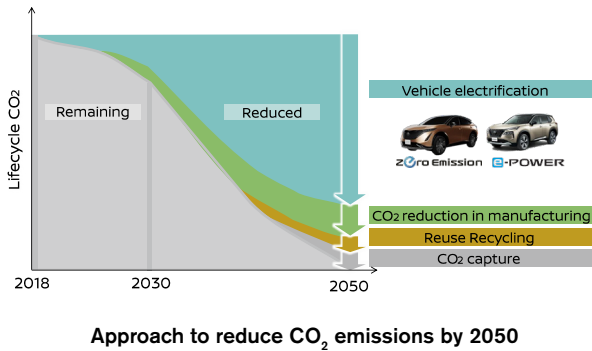 Lifecycle CO2
Remaining
Reduced
Vehicle electrification
ZEro Emission
e-POWER
CO2 reduction in manufacturing
Reuse Recycling
CO2 capture
2018
2030
2050
Approach to reduce CO2 emissions by 2050